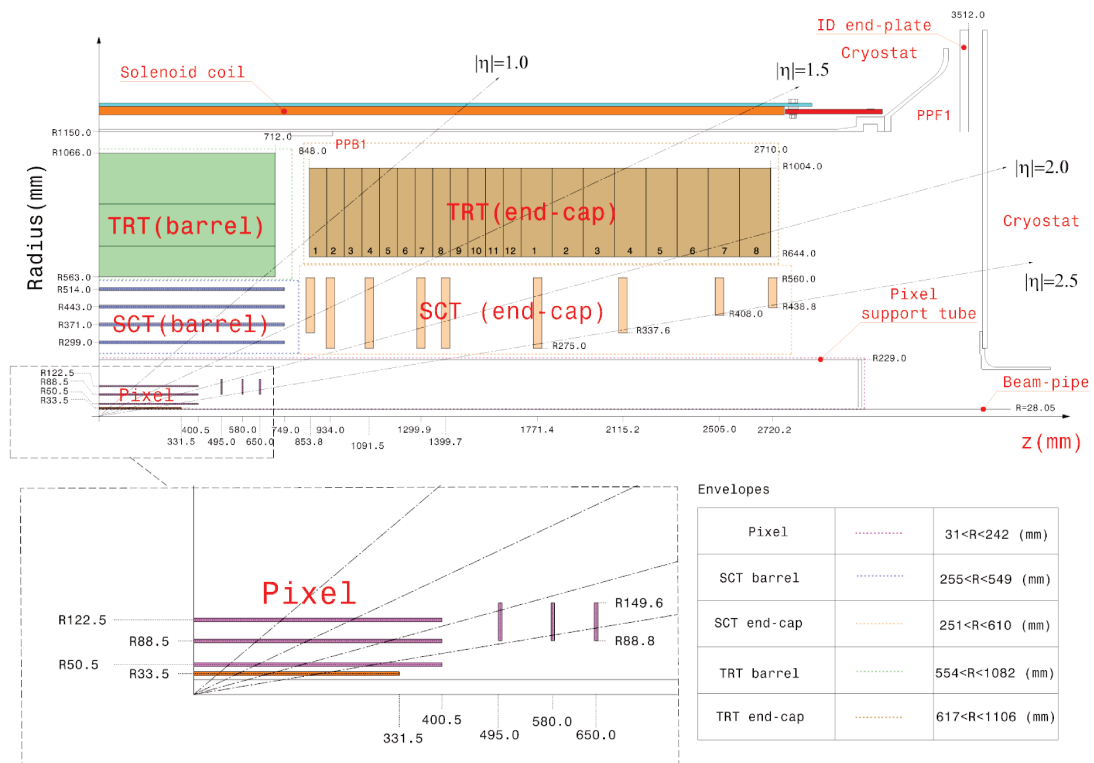 3512.0
ID end-plate
Cryostat
|η|=1.0
|η|=1.5
Solenoid coil
PPF1
R1150.0
712.0
PPB1
R1066.0
848.0
2710.0
R1004.0
|η|=2.0
Radius(mm)
TRT(barrel)
TRT(end-cap)
Cryostat
1 2 3 4 5 6 7 8 9 10 11 12 1 2 3 4 5 6 7 8
R644.0
R563.0
R560.0
|η|=2.5
R514.0
R438.8
Pixel
support tube
R443.0
SCT (end-cap)
R408.0
R371.0
SCT(barrel)
R337.6
R299.0
R275.0
R229.0
R122.5
R88.5
R50.5
R33.5
Pixel
Beam-pipe
R=28.05
400.5 580.0 749.0 934.0 1299.9 1771.4 2115.2 2505.0 2720.2
331.5 495.0 650.0 853.8 1091.5 1399.7
z(mm)
Envelopes
Pixel 31<R<242 (mm)
SCT barrel 255<R<549 (mm)
SCT end-cap 251<R<610 (mm)
TRT barrel 554<R<1082 (mm)
TRT end-cap 617<R<1106 (mm)
Pixel
R122.5
R149.6
R88.5
R88.8
R50.5
R33.5
400.5
580.0
331.5
495.0
650.0